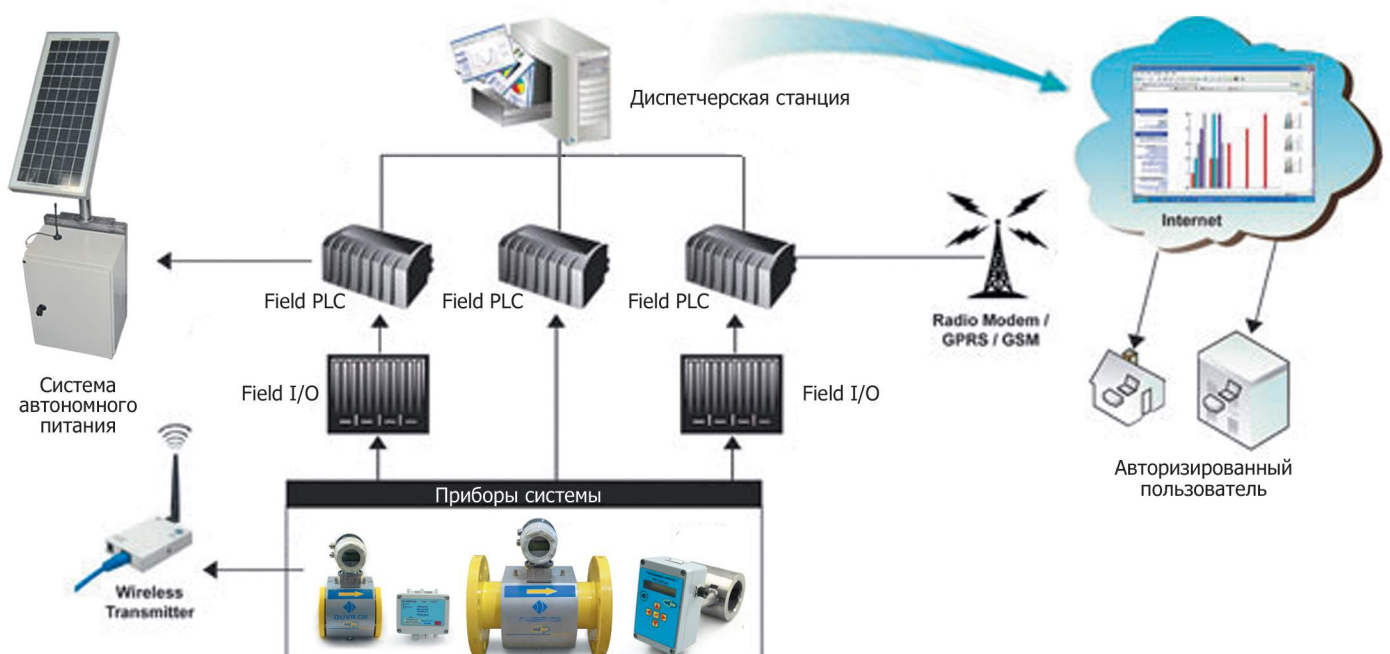 Диспетчерская станция
Internet
Field PLC
Field PLC
Field PLC
Radio Modem /
GPRS / GSM
Система
автономного
питания
Field I/O
Field I/O
Авторизированный
пользователь
Приборы системы
Wireless
Transmitter